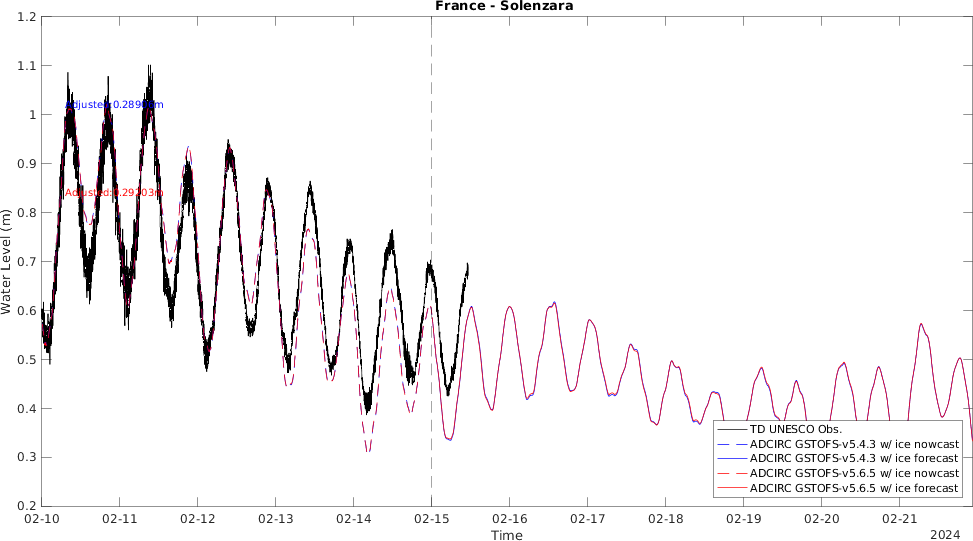 France - Solenzara
Water Level (m)
1.2
1.1
1
0.9
0.8
0.7
0.6
0.5
0.4
0.3
0.2
Adjusted:0.289
Adjusted:0.29203m
TD UNESCO Obs.
ADCIRC GSTOFS-v5.4.3 w/ ice nowcast
ADCIRC GSTOFS-v5.4.3 w/ ice forecast
ADCIRC GSTOFS-v5.6.5 w/ ice nowcast
ADCIRC GSTOFS-v5.6.5 w/ ice forecast
02-10 02-11 02-12 02-13 02-14 02-15 02-16 02-17 02-18 02-19 02-20 02-21
Time
2024